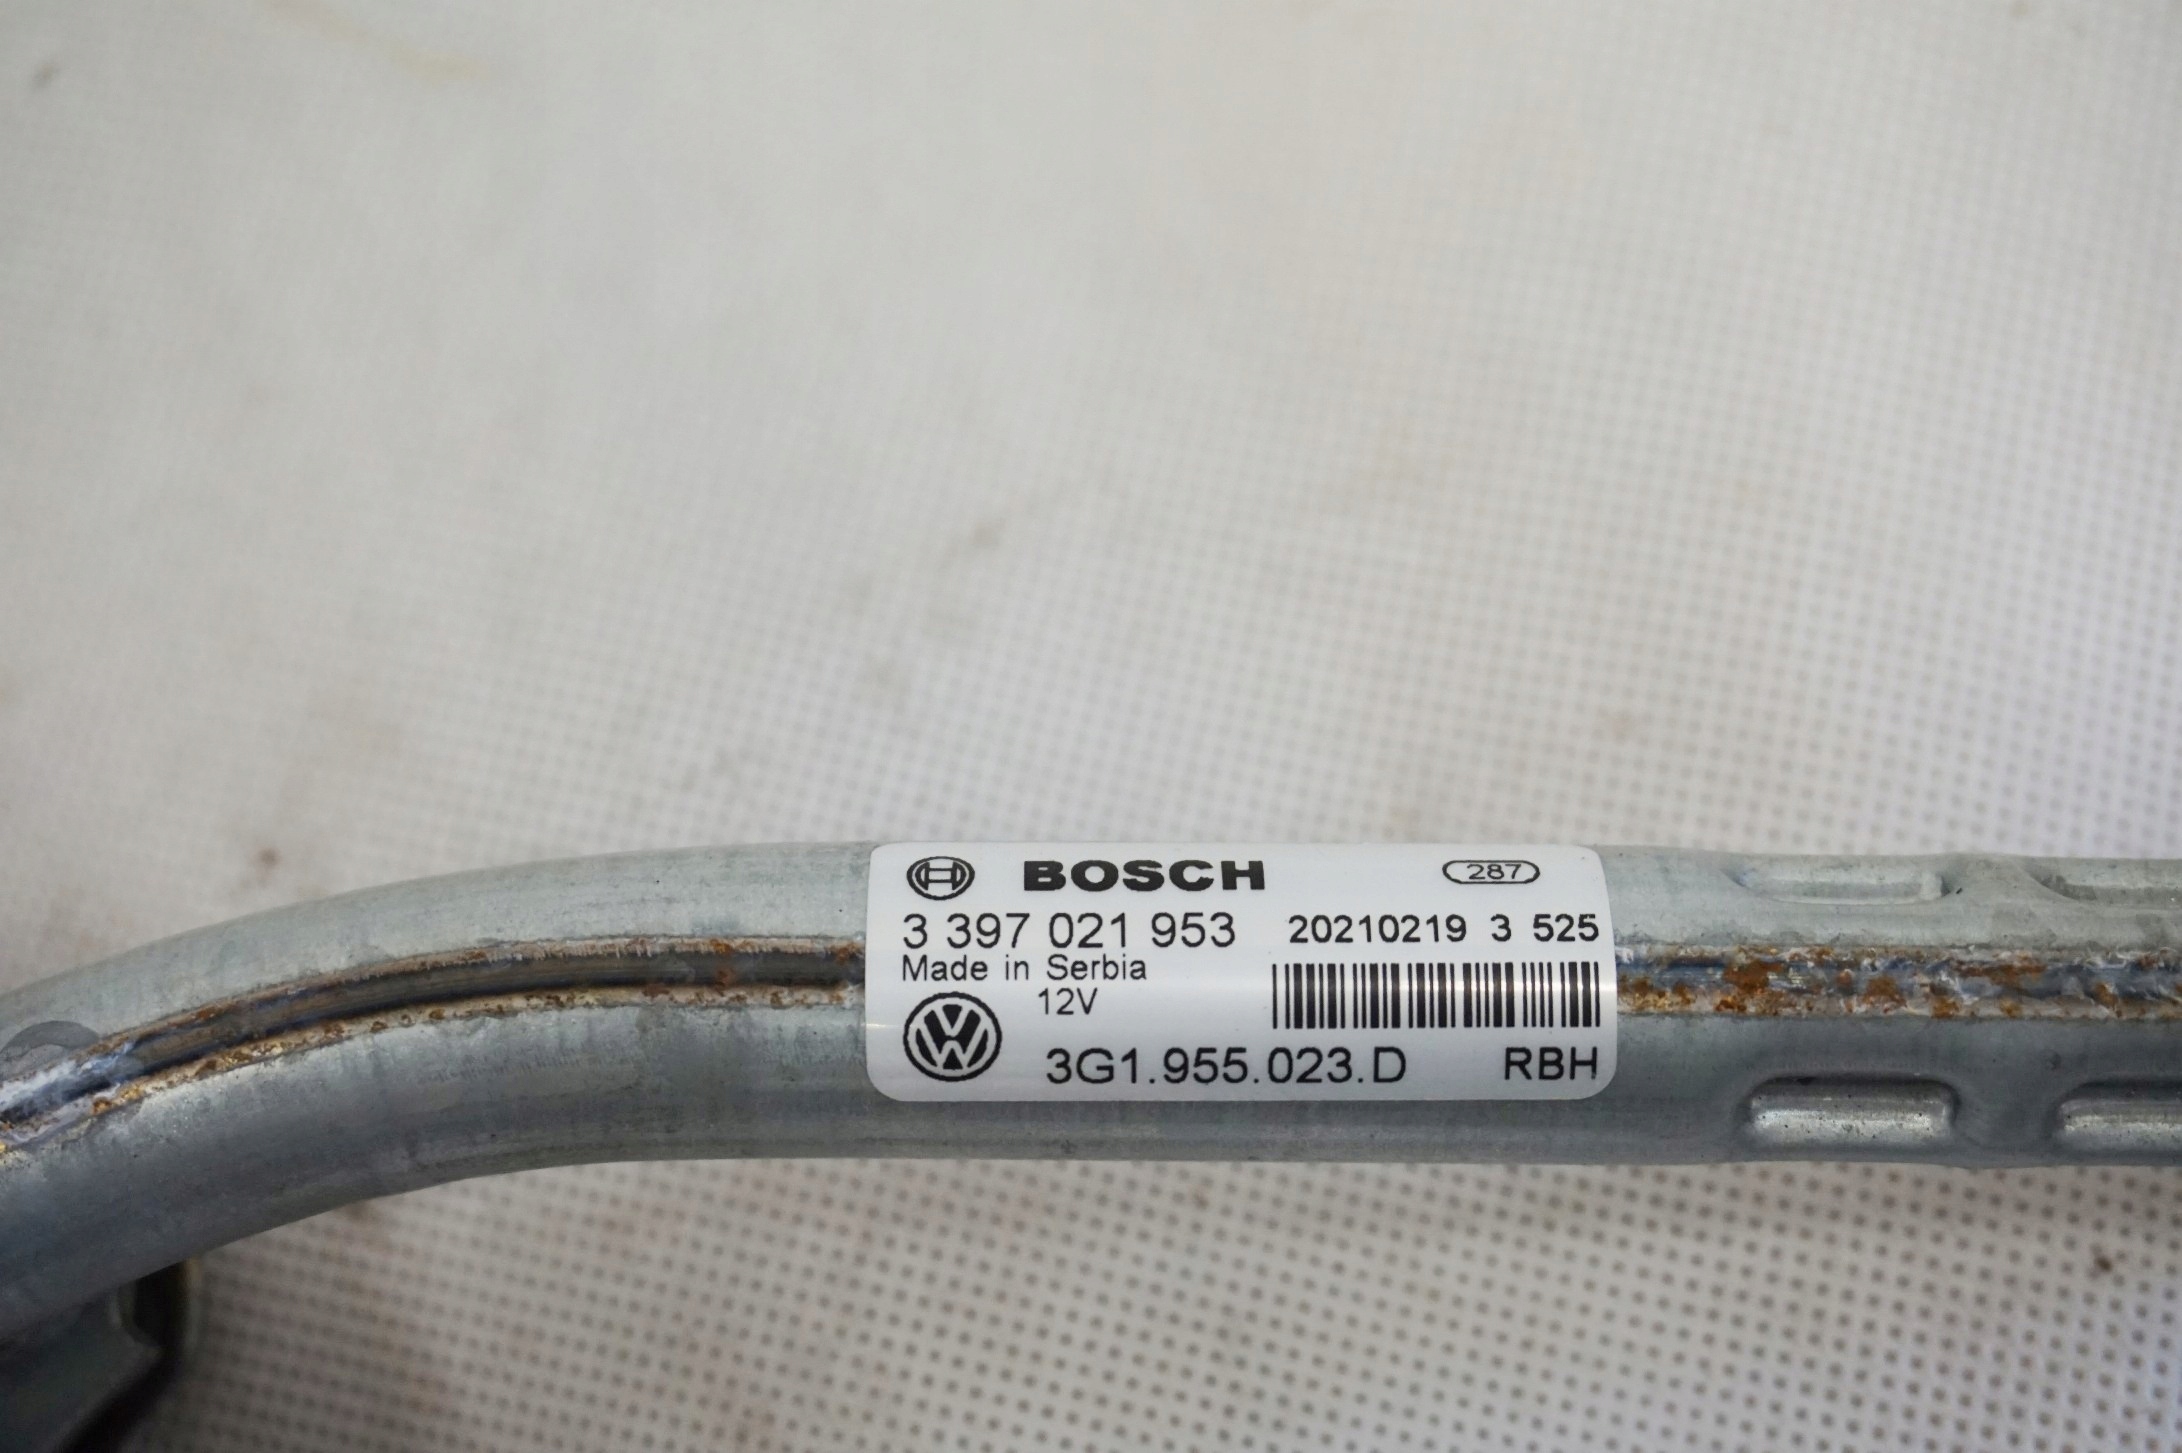 BOSCH 287
3 397 021 953 20210219 3 525
Made in Serbia
12V
3G1.955.023.D RBH